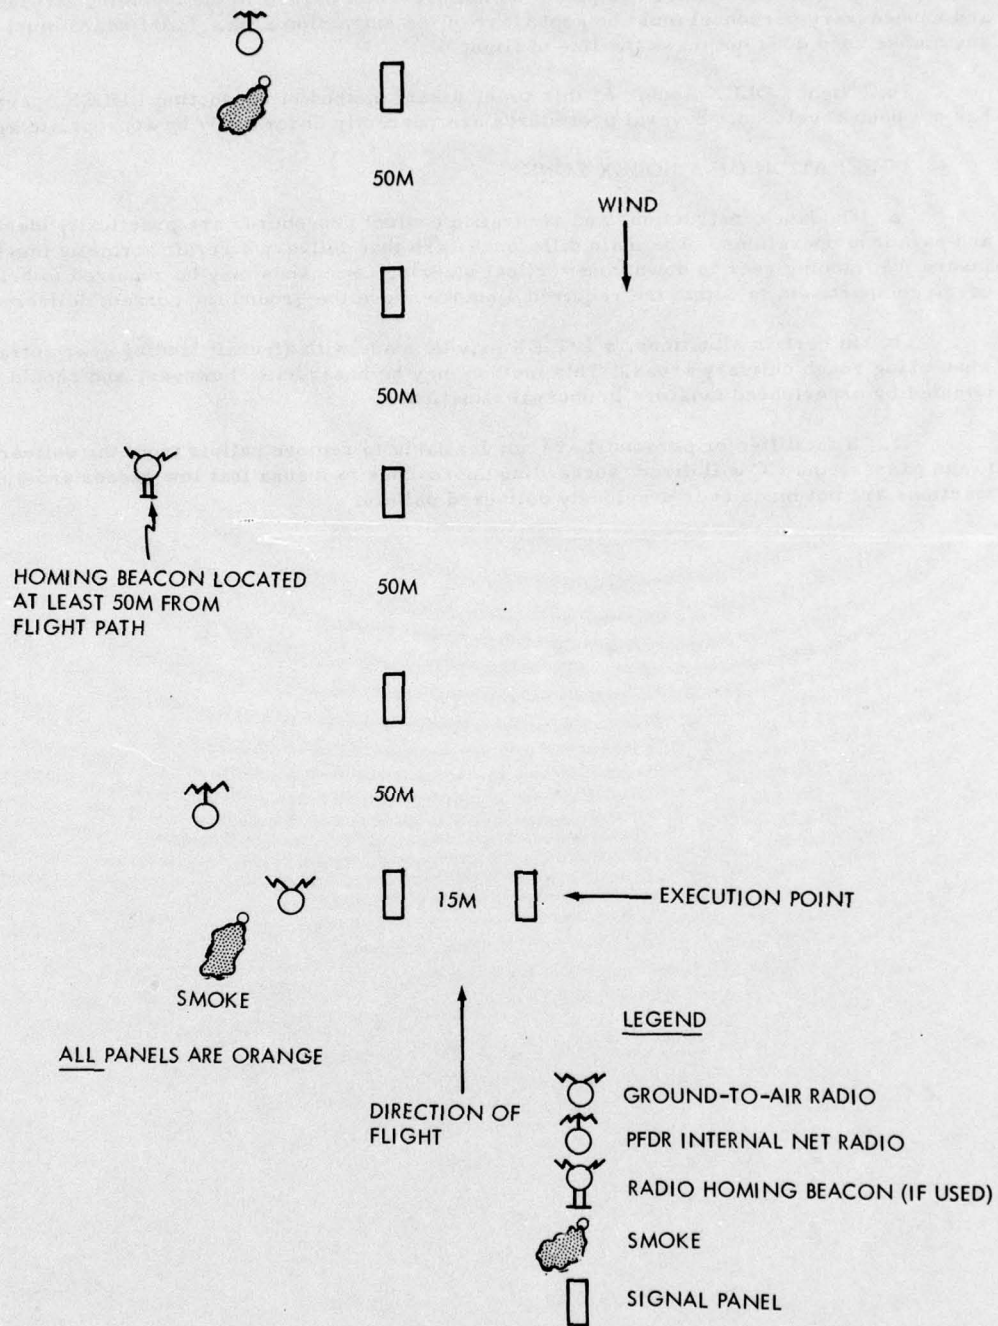 50M
WIND
50M
HOMING BEACON LOCATED
AT LEAST 50M FROM
FLIGHT PATH
50M
50M
15M
EXECUTION POINT
SMOKE
ALL PANELS ARE ORANGE
DIRECTION OF
FLIGHT
LEGEND
GROUND-TO-AIR RADIO
PFDR INTERNAL NET RADIO
RADIO HOMING BEACON (IF USED)
SMOKE
SIGNAL PANEL